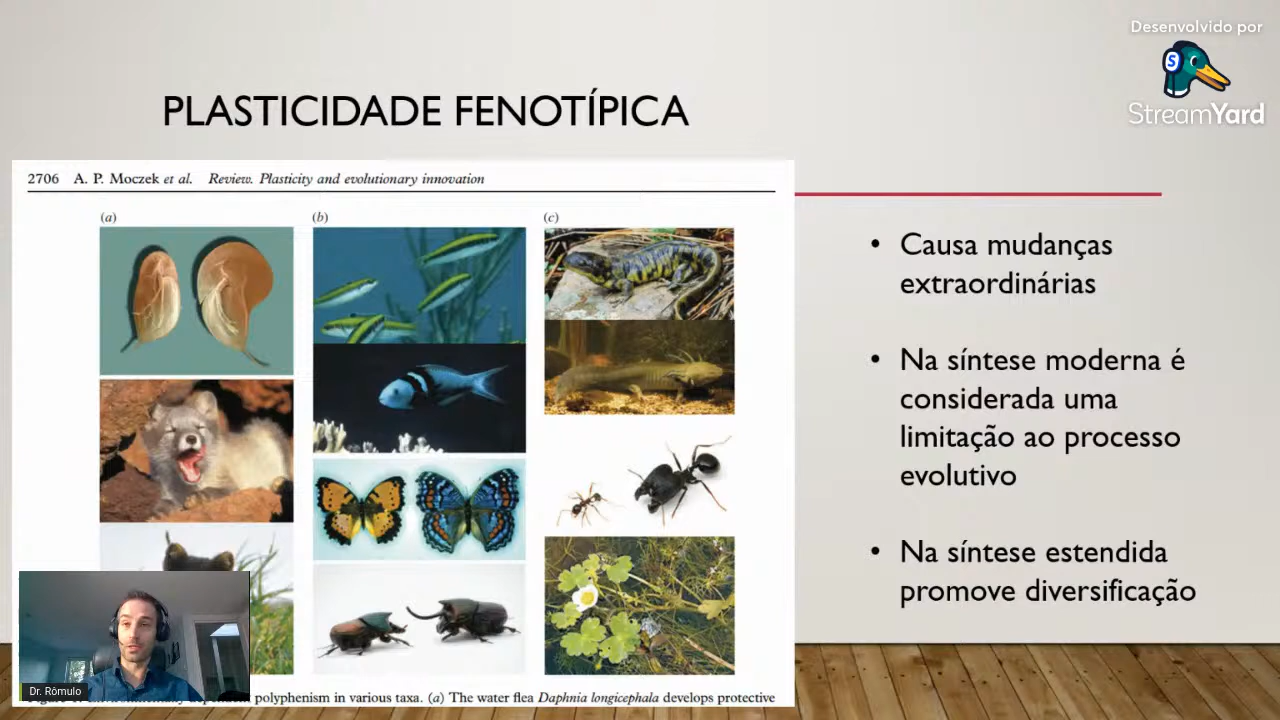 Desenvolvido por
S
StreamYard
PLASTICIDADE FENOTÍPICA
2706 A. P. Moczek et al. Review. Plasticity and evolutionary innovation
(a) (b) (c)
• Causa mudanças
extraordinárias
• Na síntese moderna é
considerada uma
limitação ao processo
evolutivo
• Na síntese estendida
promove diversificação
Dr. Rômulo
polyphenism in various taxa. (a) The water flea Daphnia longicephala develops protective